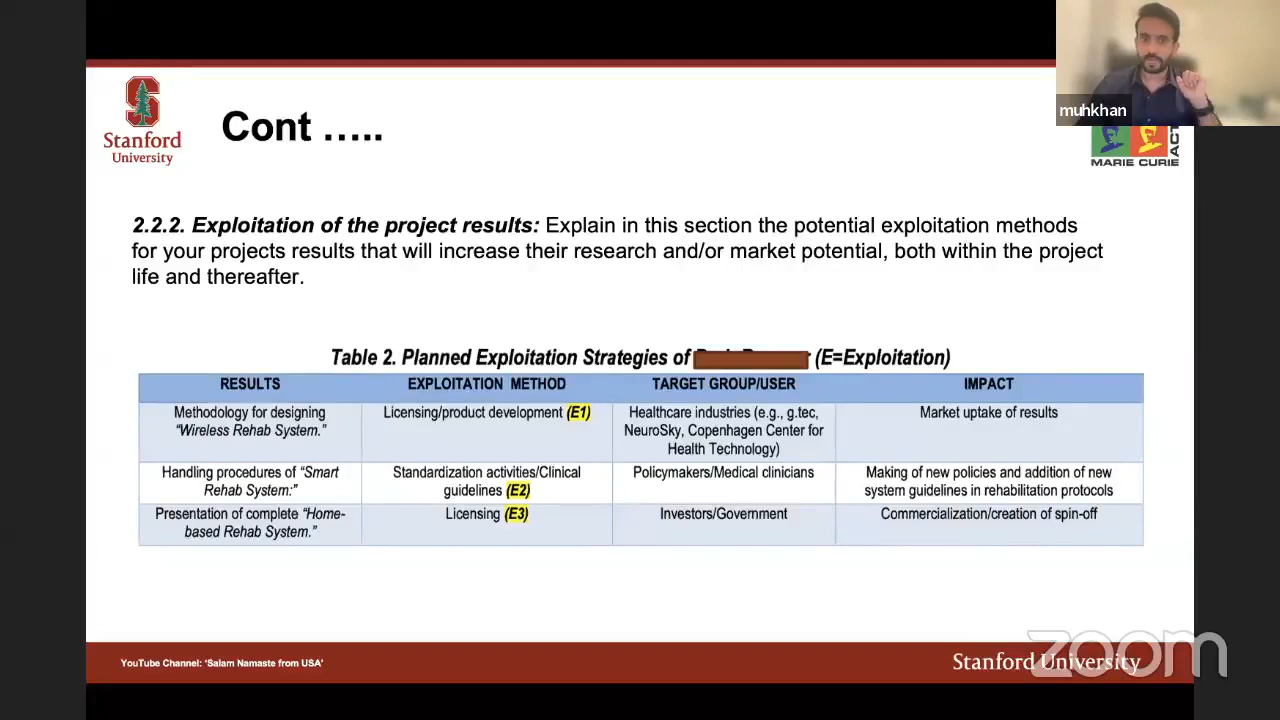 muhkhan
Stanford
University
Cont …..
MARIE CURIE
ACT
2.2.2. Exploitation of the project results: Explain in this section the potential exploitation methods
for your projects results that will increase their research and/or market potential, both within the project
life and thereafter.
Table 2. Planned Exploitation Strategies of (E=Exploitation)
RESULTS EXPLOITATION METHOD TARGET GROUP/USER IMPACT
Methodology for designing
"Wireless Rehab System."
Licensing/product development (E1)
Healthcare industries (e.g., g.tec,
NeuroSky, Copenhagen Center for
Health Technology)
Market uptake of results
Handling procedures of "Smart
Rehab System:"
Standardization activities/Clinical
guidelines (E2)
Policymakers/Medical clinicians
Making of new policies and addition of new
system guidelines in rehabilitation protocols
Presentation of complete "Home-
based Rehab System."
Licensing (E3)
Investors/Government
Commercialization/creation of spin-off
YouTube Channel: 'Salam Namaste from USA'
Stanford University
zoom